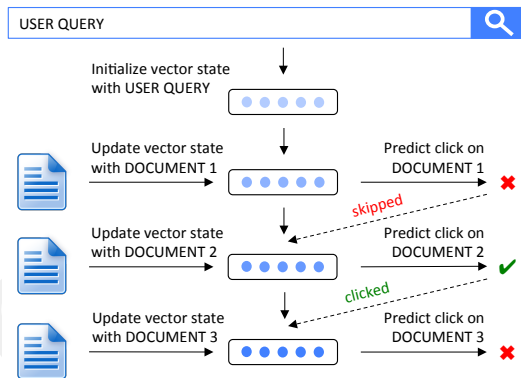 USER QUERY
Initialize vector state
with USER QUERY
Update vector state
with DOCUMENT 1
Predict click on
DOCUMENT 1
skipped
Update vector state
with DOCUMENT 2
Predict click on
DOCUMENT 2
clicked
Update vector state
with DOCUMENT 3
Predict click on
DOCUMENT 3